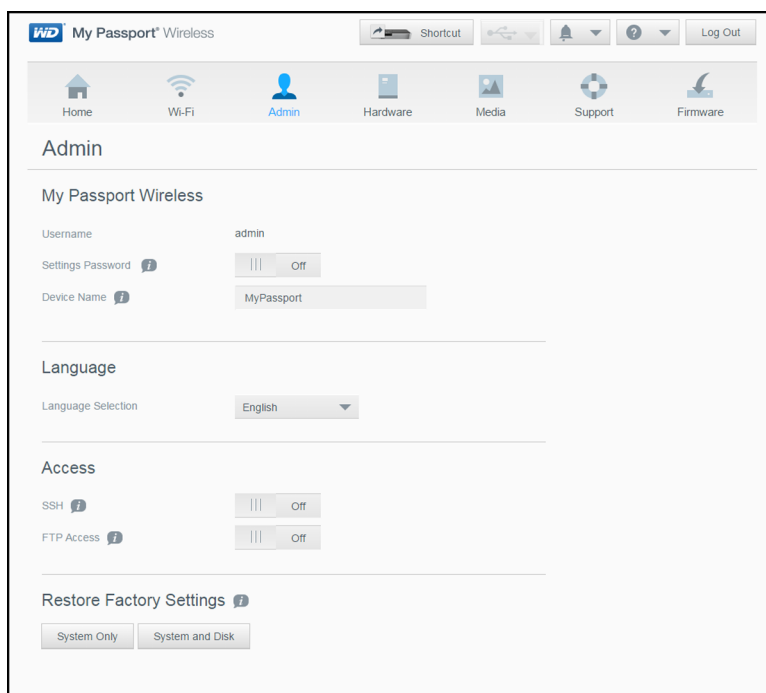 WD My Passport® Wireless
Shortcut
? 
Log Out
Home
Wi-Fi
Admin
Hardware
Media
Support
Firmware
Admin
My Passport Wireless
Username admin
Settings Password i Off
Device Name i MyPassport
Language
Language Selection English
Access
SSH i Off
FTP Access i Off
Restore Factory Settings i
System Only
System and Disk